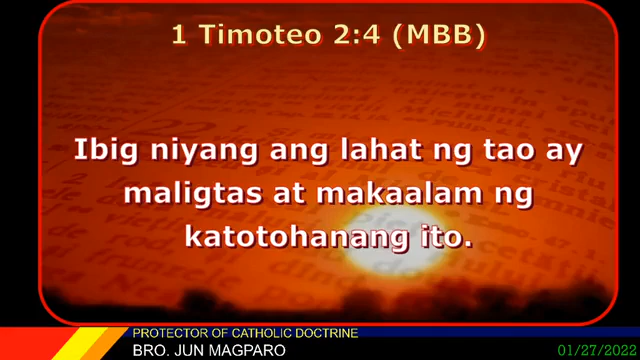 1 Timoteo 2:4 (MBB)
Ibig niyang ang lahat ng tao ay
maligtas at makaalam ng
katotohanang ito.
PROTECTOR OF CATHOLIC DOCTRINE
BRO. JUN MAGPARO
01/27/2022